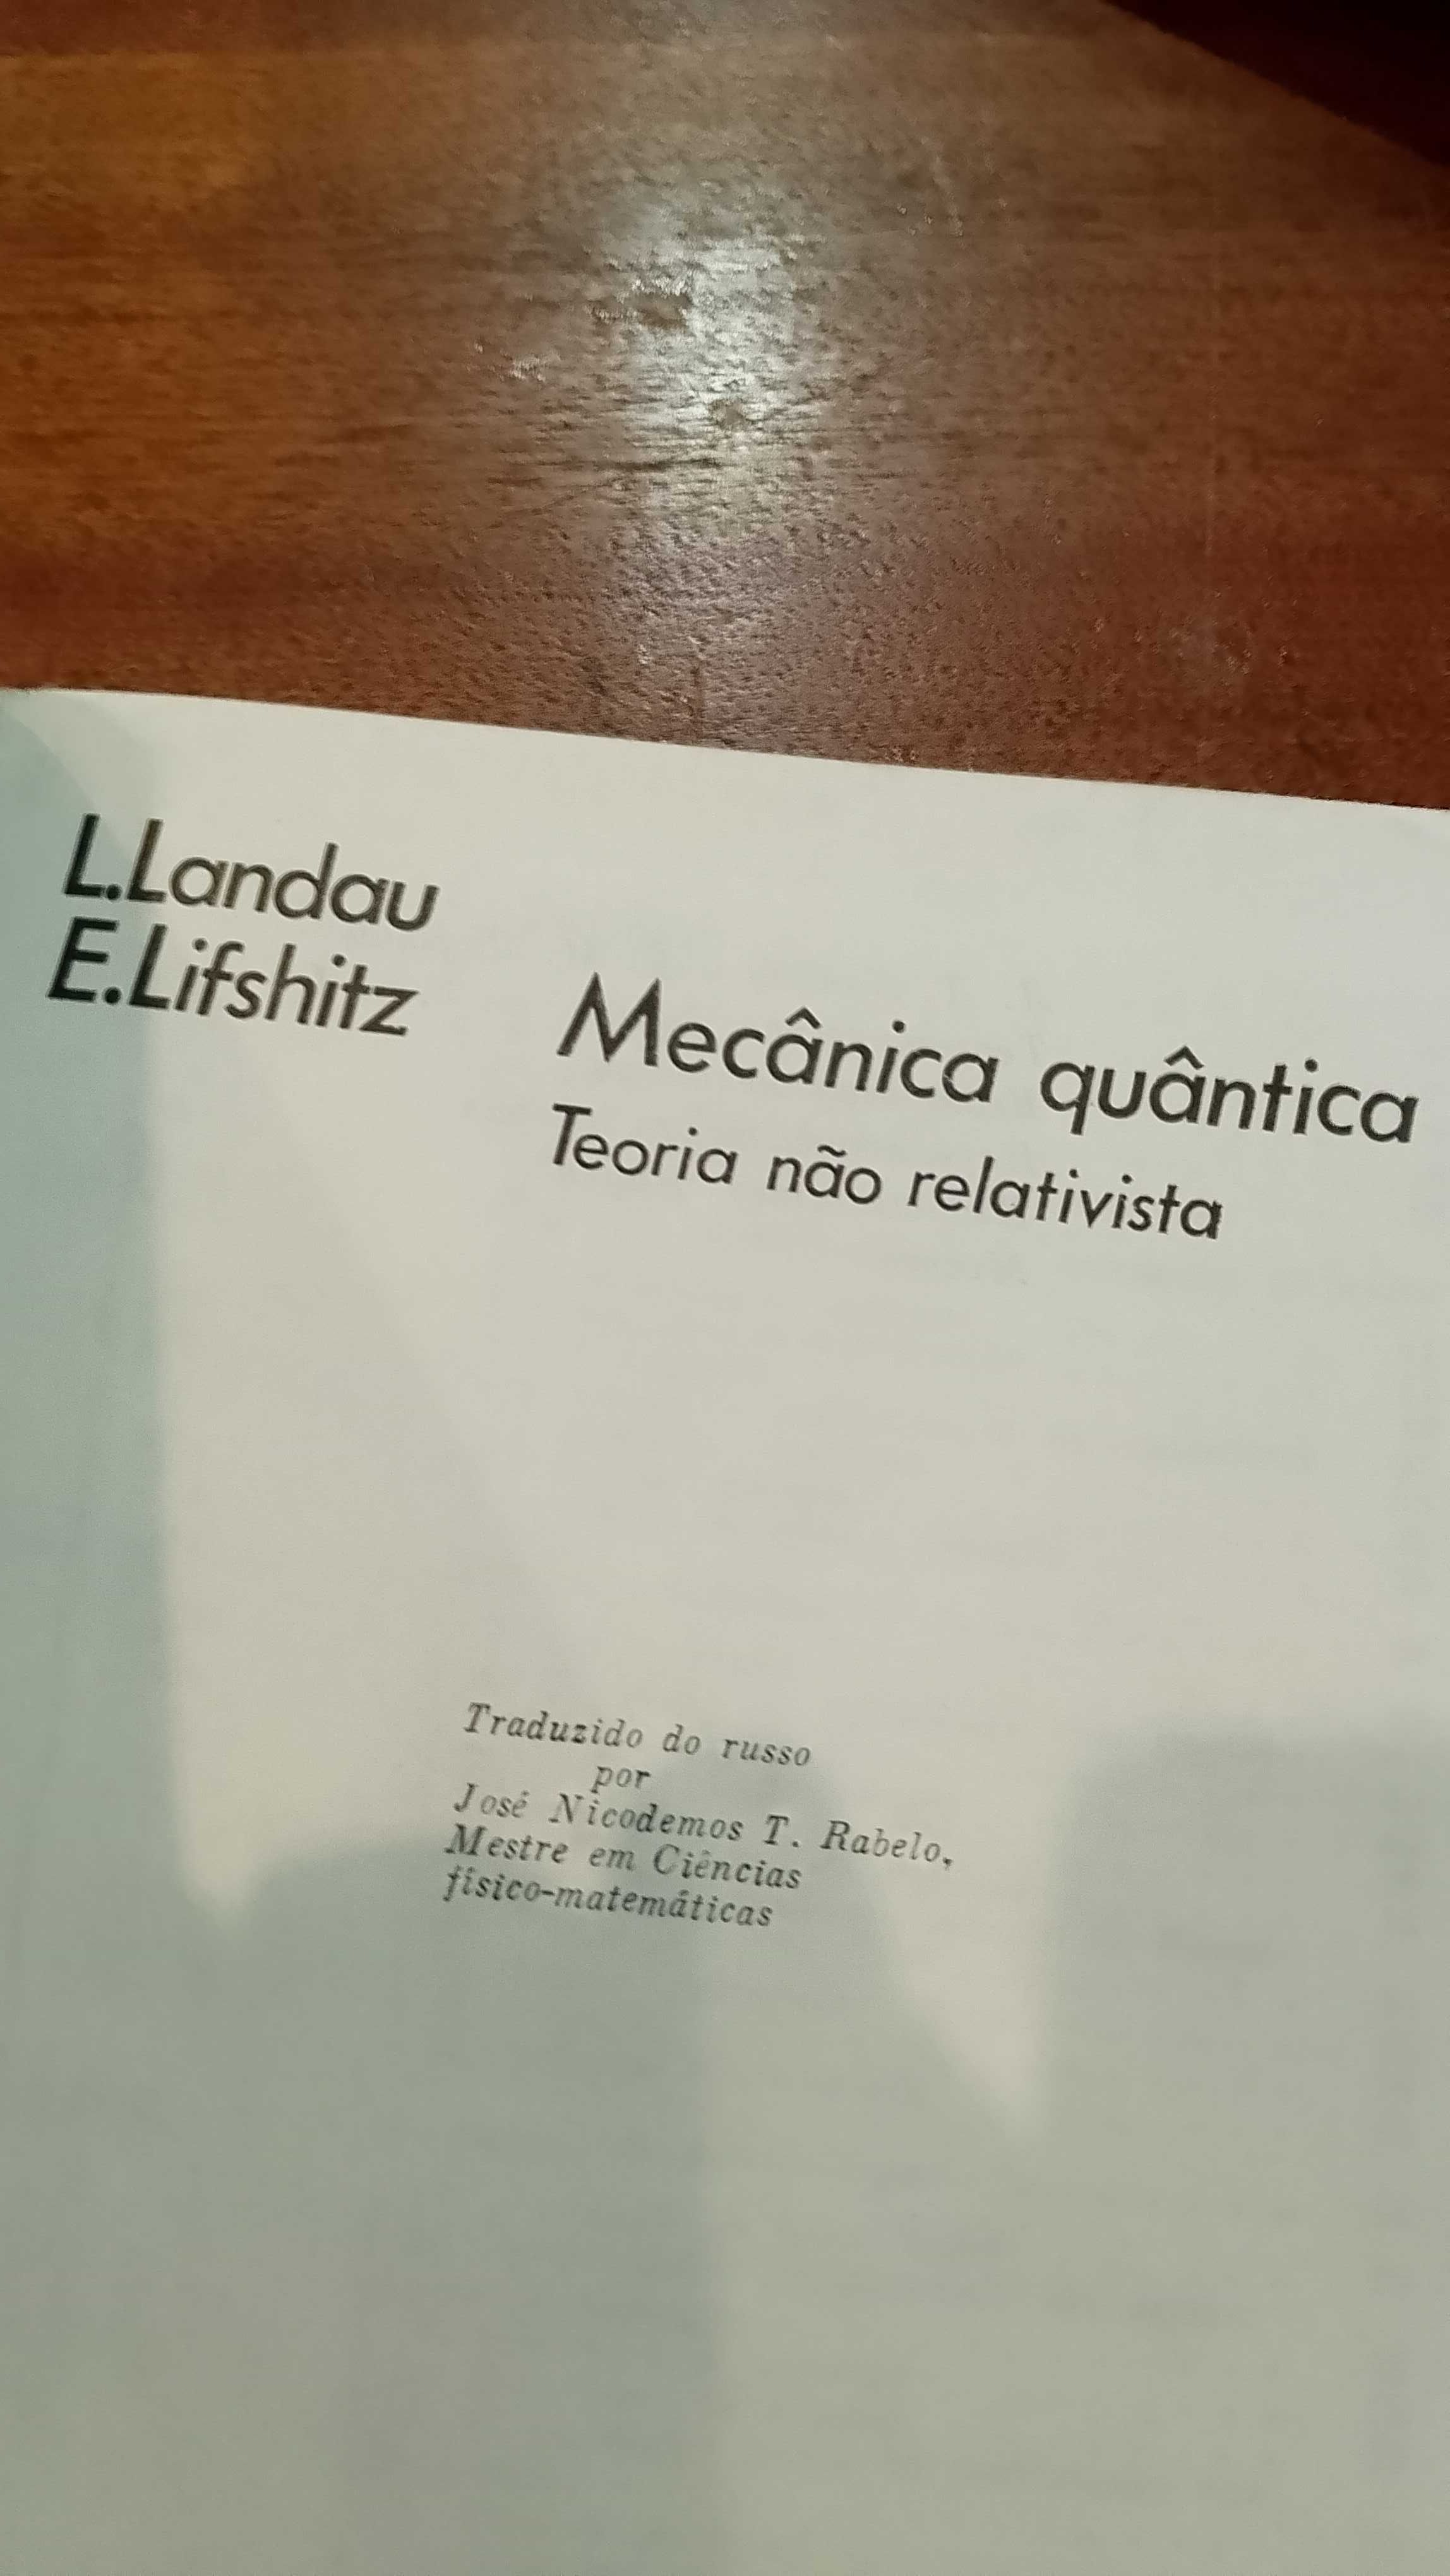 L.Landau
E.Lifshitz
Mecânica quântica
Teoria não relativista
Traduzido do russo
por
José Nicodemos T. Rabelo,
Mestre em Ciências
físico-matemáticas